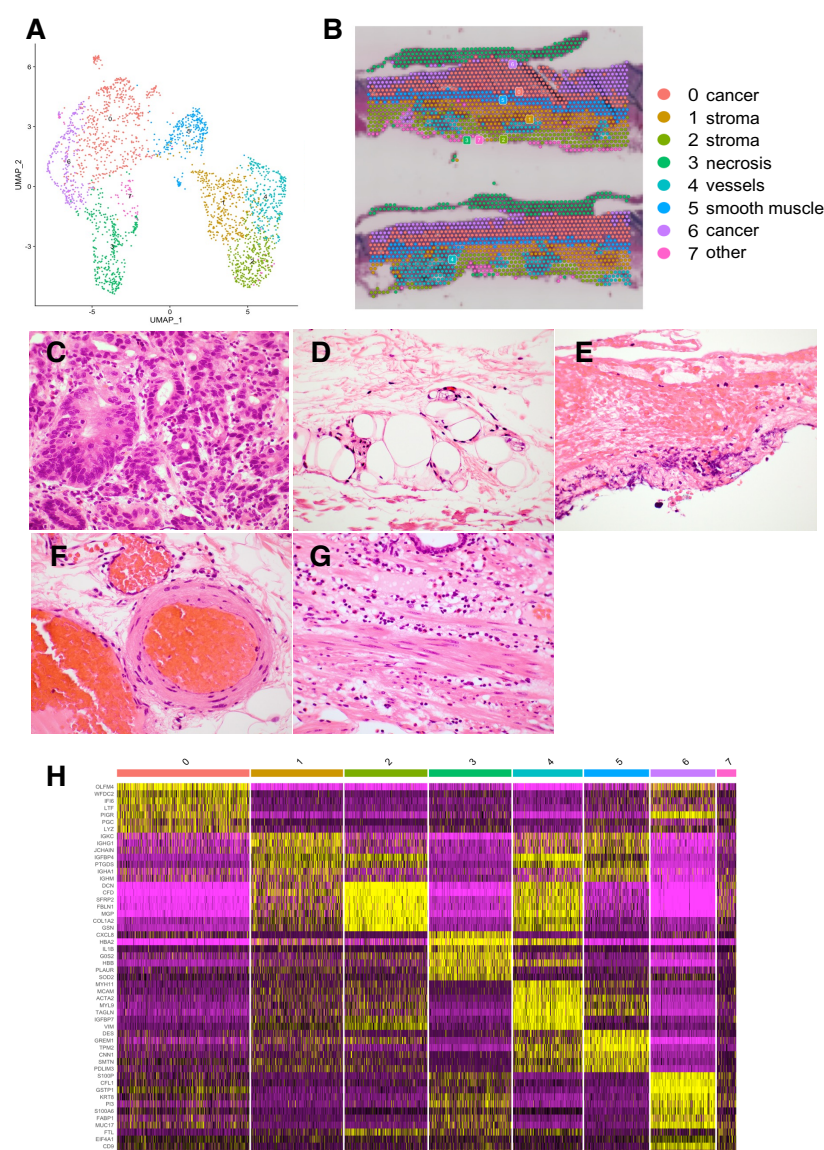 A
B
6
3
0
-3
UMAP_2
-5
0
5
UMAP_1
0
6
7
0 cancer
1 stroma
2 stroma
3 necrosis
4 vessels
5 smooth muscle
6 cancer
7 other
C
D
E
F
G
H
0
1
2
3
4
5
6
7
OLFM4
WFDC2
IFI6
LTF
PIGR
PGC
LYZ
IGKC
IGHG1
JCHAIN
IGFBP4
PTGDS
IGHA1
IGHM
DCN
CFD
SFRP2
FBLN1
MGP
COL1A2
GSN
CXCL8
HBA2
IL1B
G0S2
HBB
PLAUR
SOD2
MYH11
MCAM
ACTA2
MYL9
TAGLN
IGFBP7
VIM
DES
GREM1
TPM2
CNN1
SMTN
PDLIM3
S100P
CFL1
GSTP1
KRT8
PI3
S100A6
FABP1
MUC17
FTL
EIF4A1
CD9